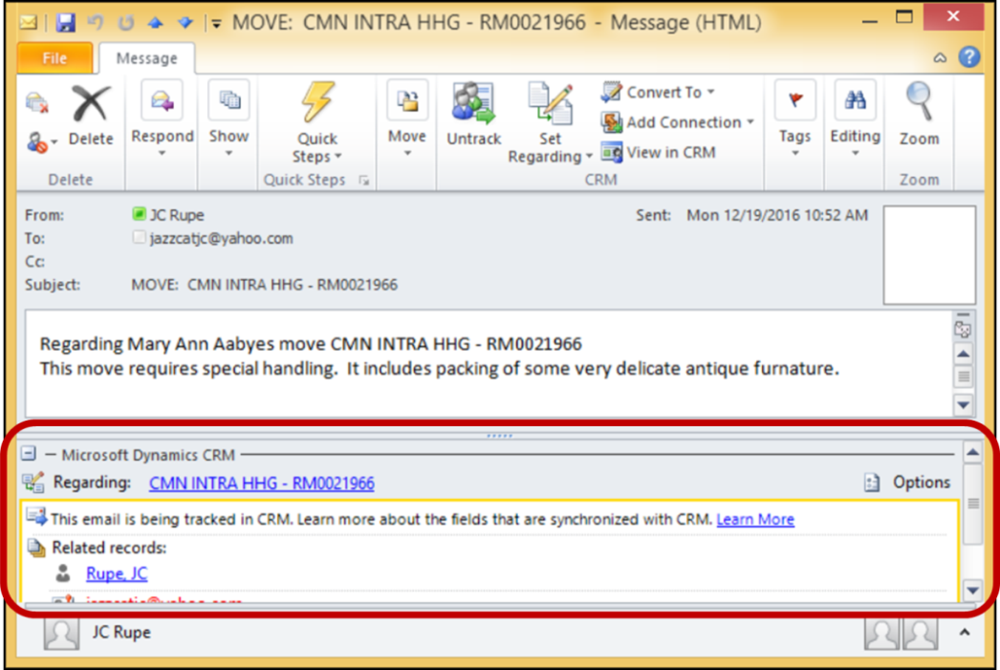 MOVE: CMN INTRA HHG - RM0021966 - Message (HTML)
File Message
Delete
Respond
Show
Quick Steps
Move
Untrack
Set Regarding
Convert To
Add Connection
View in CRM
Tags
Editing
Zoom
Delete Quick Steps CRM Zoom
From: JC Rupe Sent: Mon 12/19/2016 10:52 AM
To: jazzcatjc@yahoo.com
Cc:
Subject: MOVE: CMN INTRA HHG - RM0021966
Regarding Mary Ann Aabyes move CMN INTRA HHG - RM0021966
This move requires special handling. It includes packing of some very delicate antique furnature.
Microsoft Dynamics CRM
Regarding: CMN INTRA HHG - RM0021966 Options
This email is being tracked in CRM. Learn more about the fields that are synchronized with CRM. Learn More
Related records:
Rupe, JC
JC Rupe